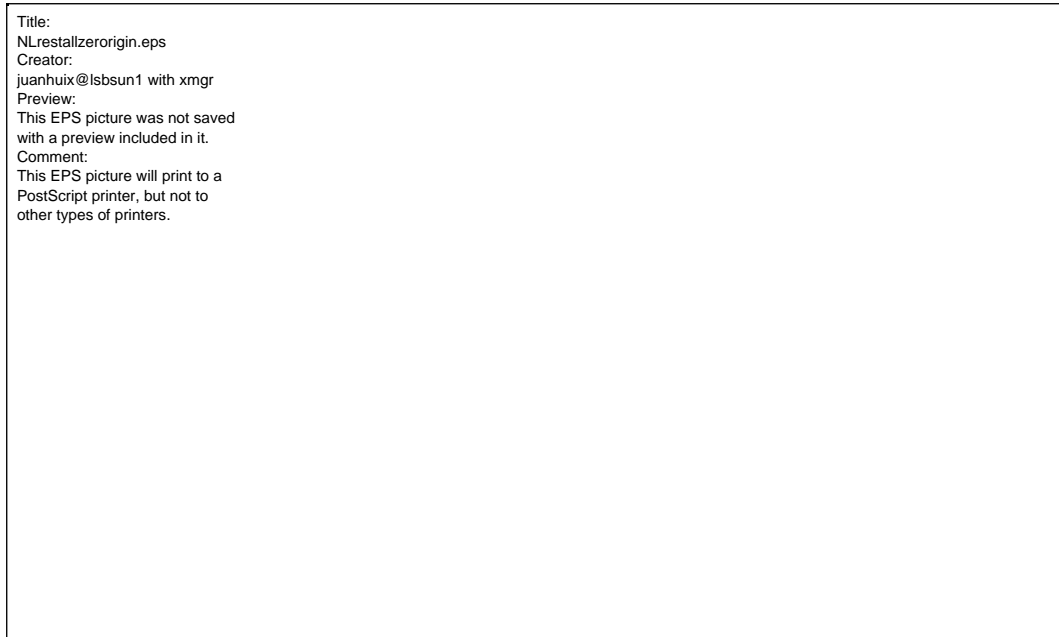 Title:
NLrestallzerorigin.eps
Creator:
juanhuix@lsbsun1 with xmgr
Preview:
This EPS picture was not saved
with a preview included in it.
Comment:
This EPS picture will print to a
PostScript printer, but not to
other types of printers.